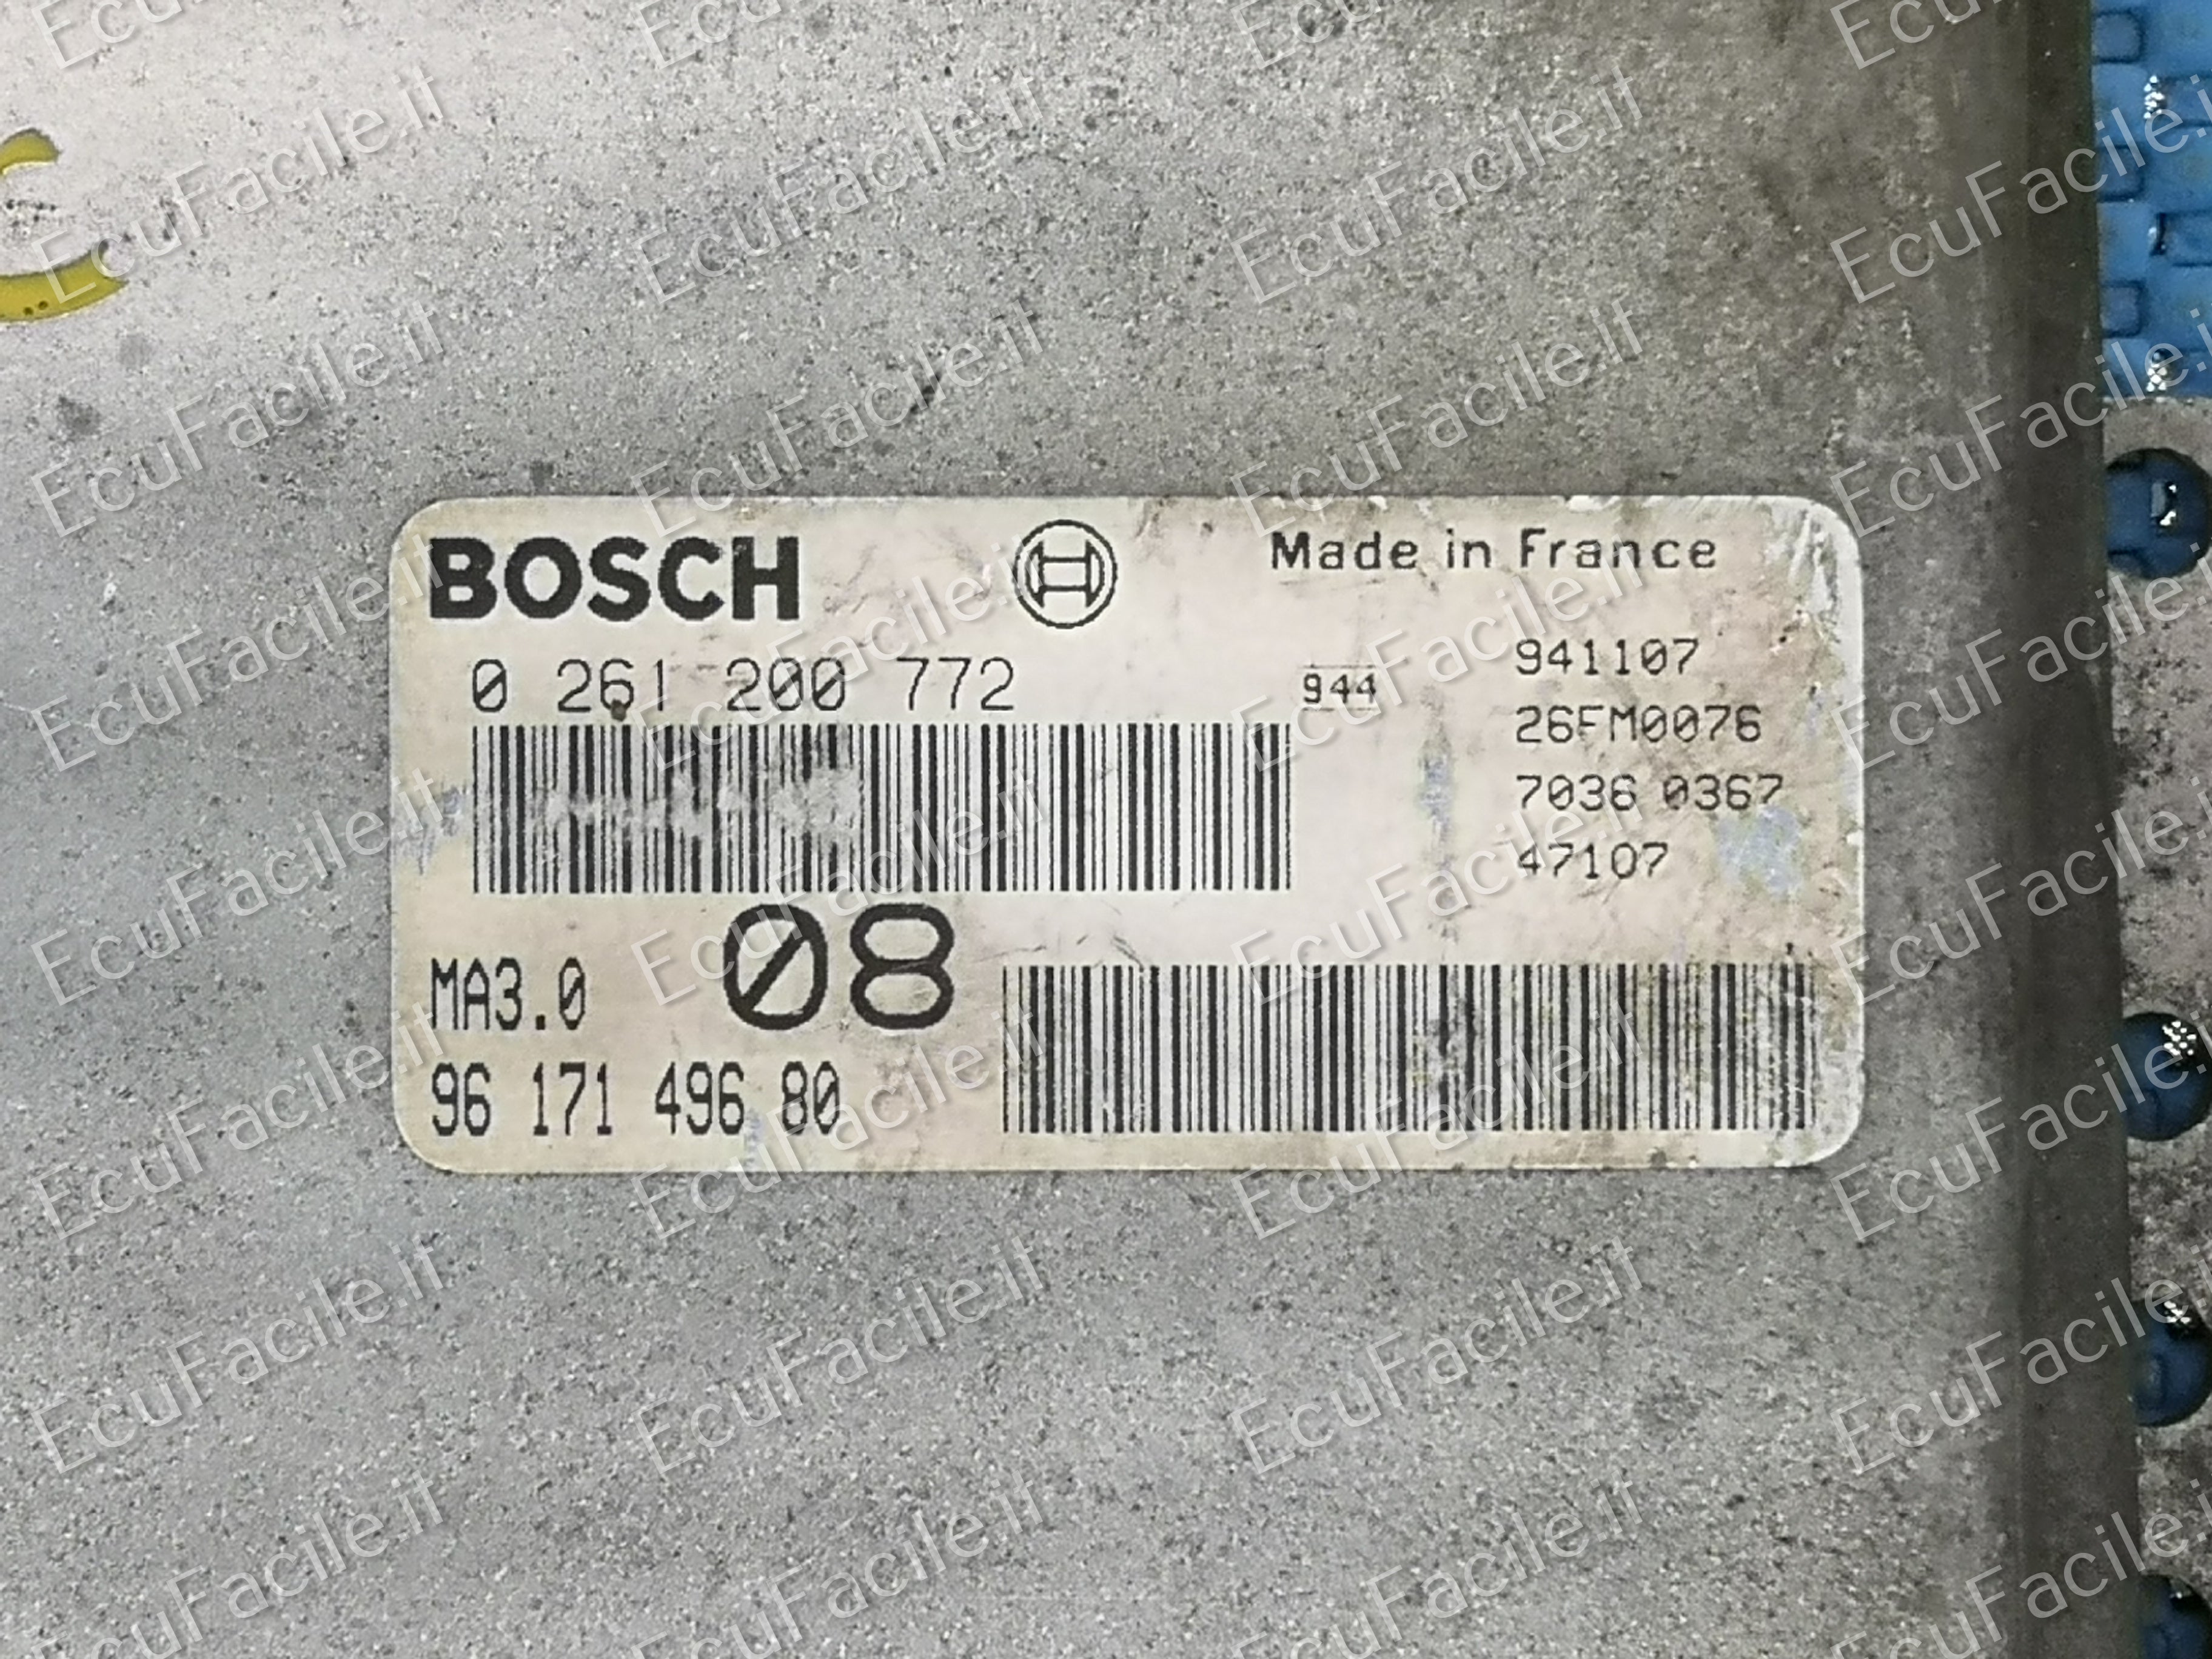 BOSCH
Made in France
0 261 200 772
944
941107
26FM0076
7036 0367
47107
MA3.0
08
96 171 496 80
EcuFacile.it